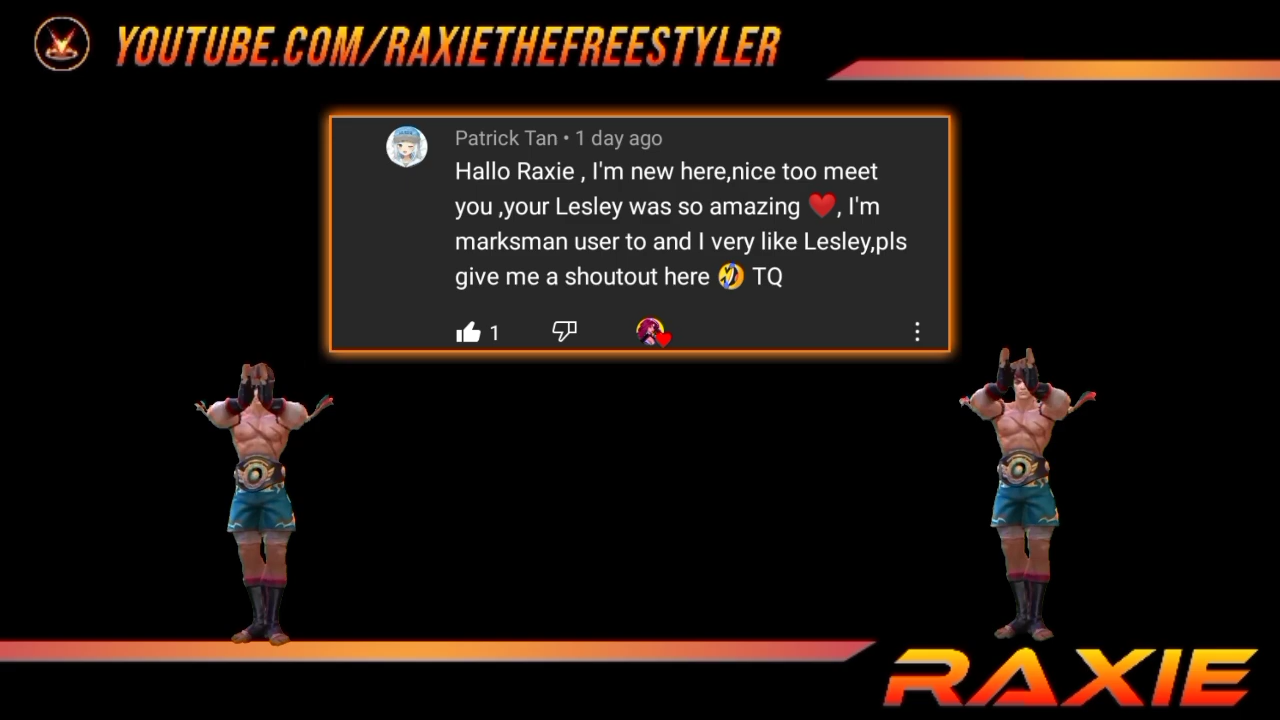 YOUTUBE.COM/RAXIETHEFREESTYLER
Patrick Tan • 1 day ago
Hallo Raxie , I'm new here,nice too meet
you ,your Lesley was so amazing ❤️, I'm
marksman user to and I very like Lesley,pls
give me a shoutout here 🤣 TQ
1
RAXIE